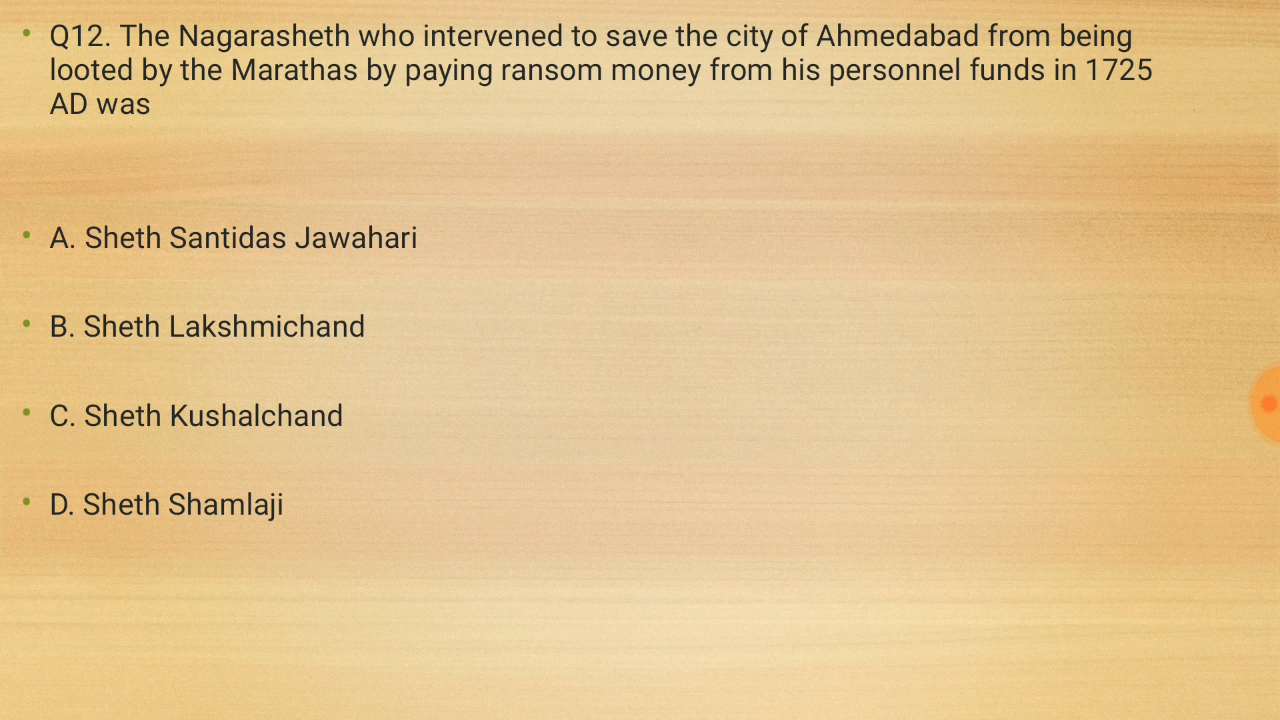 • Q12. The Nagarasheth who intervened to save the city of Ahmedabad from being
looted by the Marathas by paying ransom money from his personnel funds in 1725
AD was
• A. Sheth Santidas Jawahari
• B. Sheth Lakshmichand
• C. Sheth Kushalchand
• D. Sheth Shamlaji